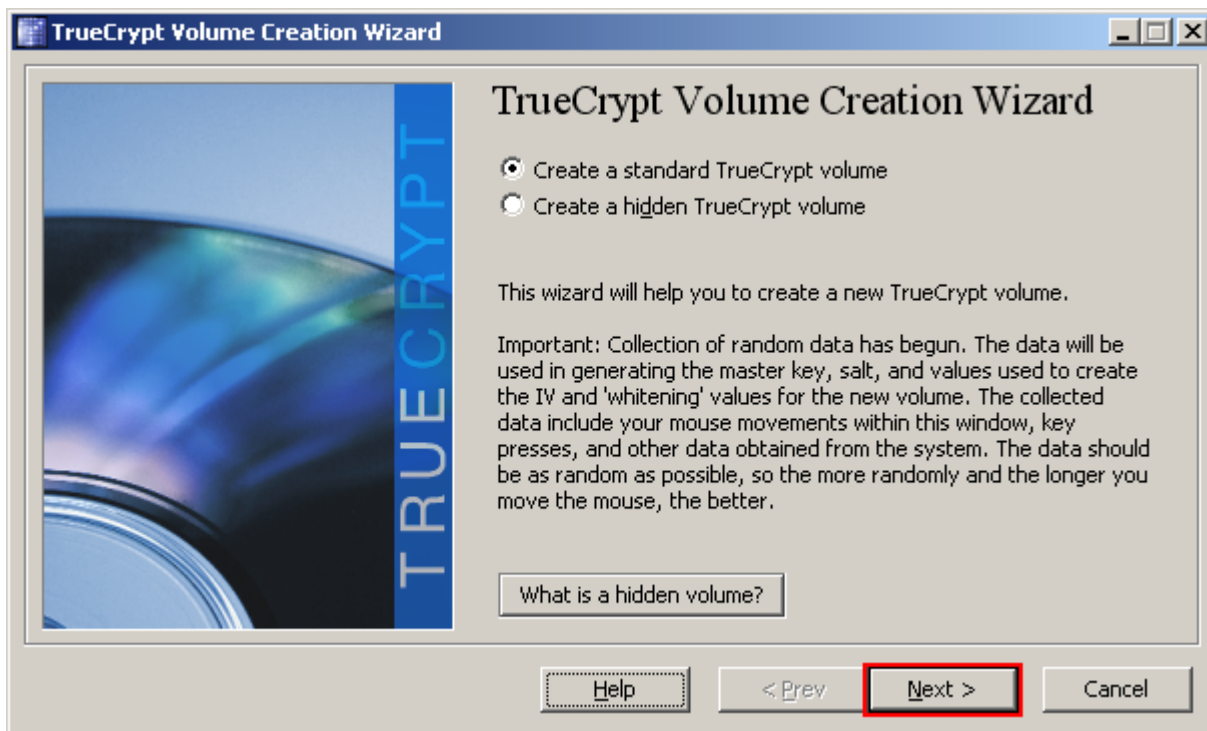 TrueCrypt Volume Creation Wizard
TRUECRYPT
TrueCrypt Volume Creation Wizard
Create a standard TrueCrypt volume
Create a hidden TrueCrypt volume
This wizard will help you to create a new TrueCrypt volume.
Important: Collection of random data has begun. The data will be
used in generating the master key, salt, and values used to create
the IV and 'whitening' values for the new volume. The collected
data include your mouse movements within this window, key
presses, and other data obtained from the system. The data should
be as random as possible, so the more randomly and the longer you
move the mouse, the better.
What is a hidden volume?
Help
< Prev
Next >
Cancel